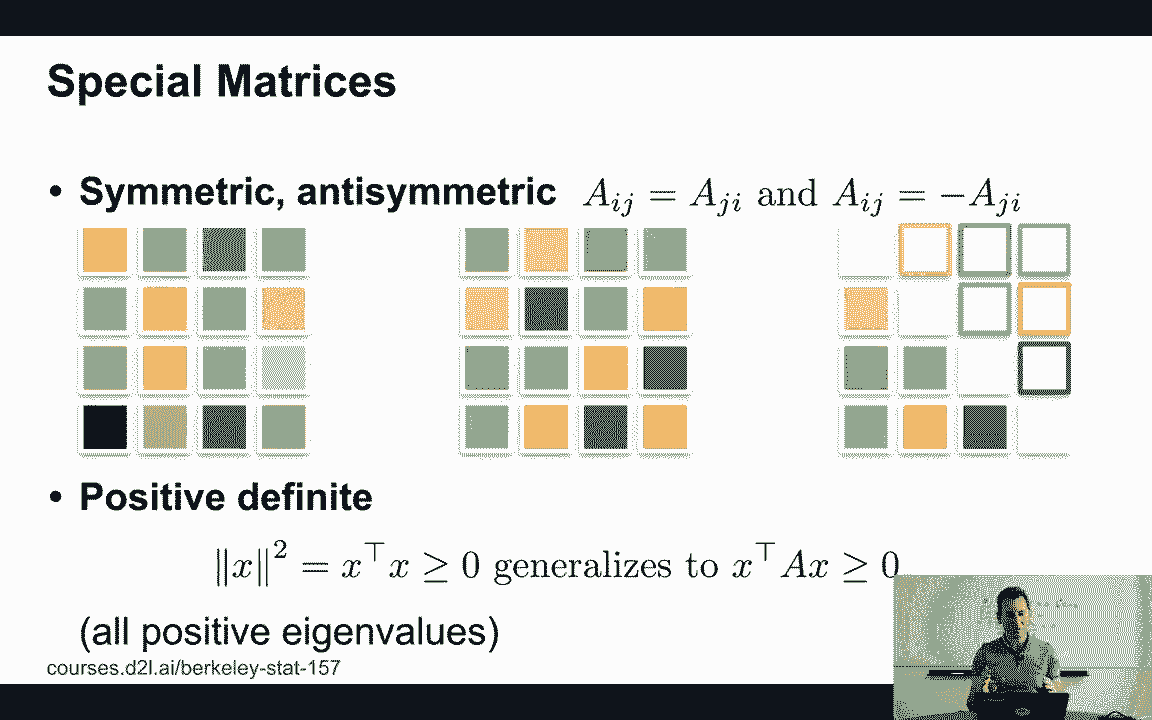 Special Matrices
• Symmetric, antisymmetric $A_{ij} = A_{ji}$ and $A_{ij} = -A_{ji}$
• Positive definite
$\|x\|^2 = x^\top x \geq 0$ generalizes to $x^\top A x \geq 0$
(all positive eigenvalues)
courses.d2l.ai/berkeley-stat-157